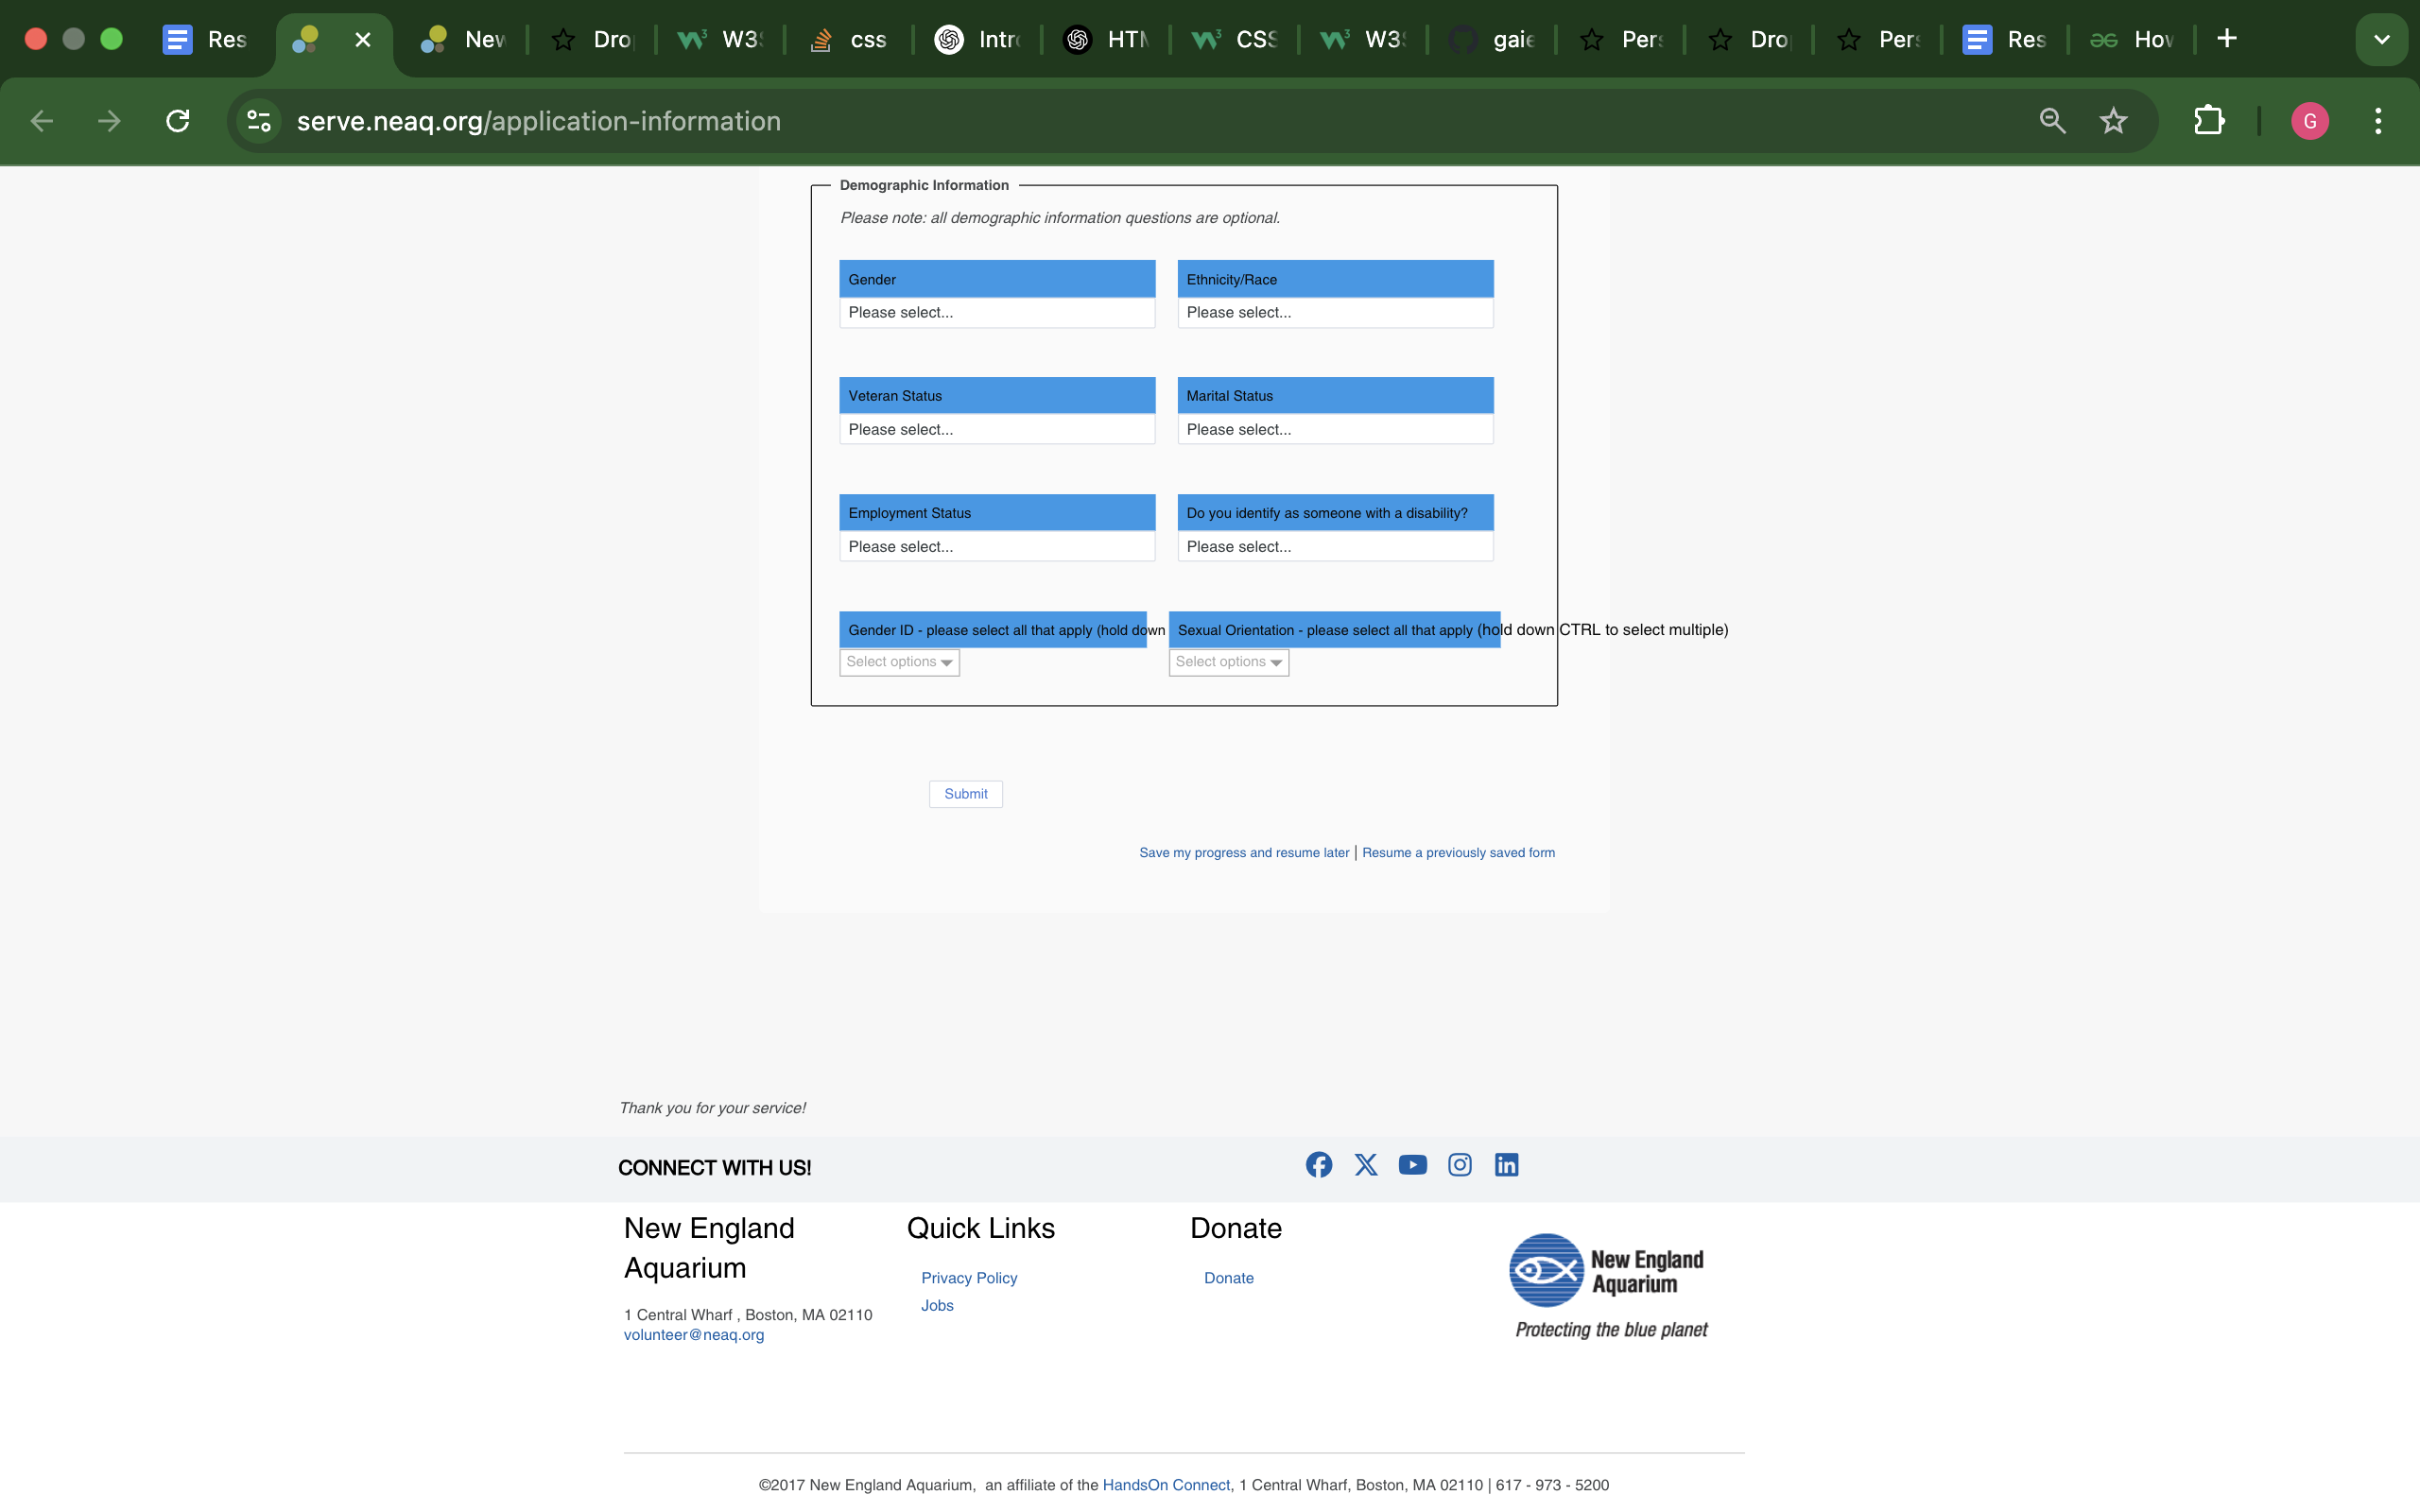 Res
New
Dro
W3S
css
Intr
HTM
CSS
W3S
gaie
Pers
Dro
Pers
Res
How
serve.neaq.org/application-information
G
Demographic Information
Please note: all demographic information questions are optional.
Gender
Ethnicity/Race
Please select...
Please select...
Veteran Status
Marital Status
Please select...
Please select...
Employment Status
Do you identify as someone with a disability?
Please select...
Please select...
Gender ID - please select all that apply (hold down
Sexual Orientation - please select all that apply (hold down CTRL to select multiple)
Select options
Select options
Submit
Save my progress and resume later | Resume a previously saved form
Thank you for your service!
CONNECT WITH US!
New England
Aquarium
Quick Links
Donate
Privacy Policy
Jobs
Donate
1 Central Wharf , Boston, MA 02110
volunteer@neaq.org
New England
Aquarium
Protecting the blue planet
©2017 New England Aquarium, an affiliate of the HandsOn Connect, 1 Central Wharf, Boston, MA 02110 | 617 - 973 - 5200